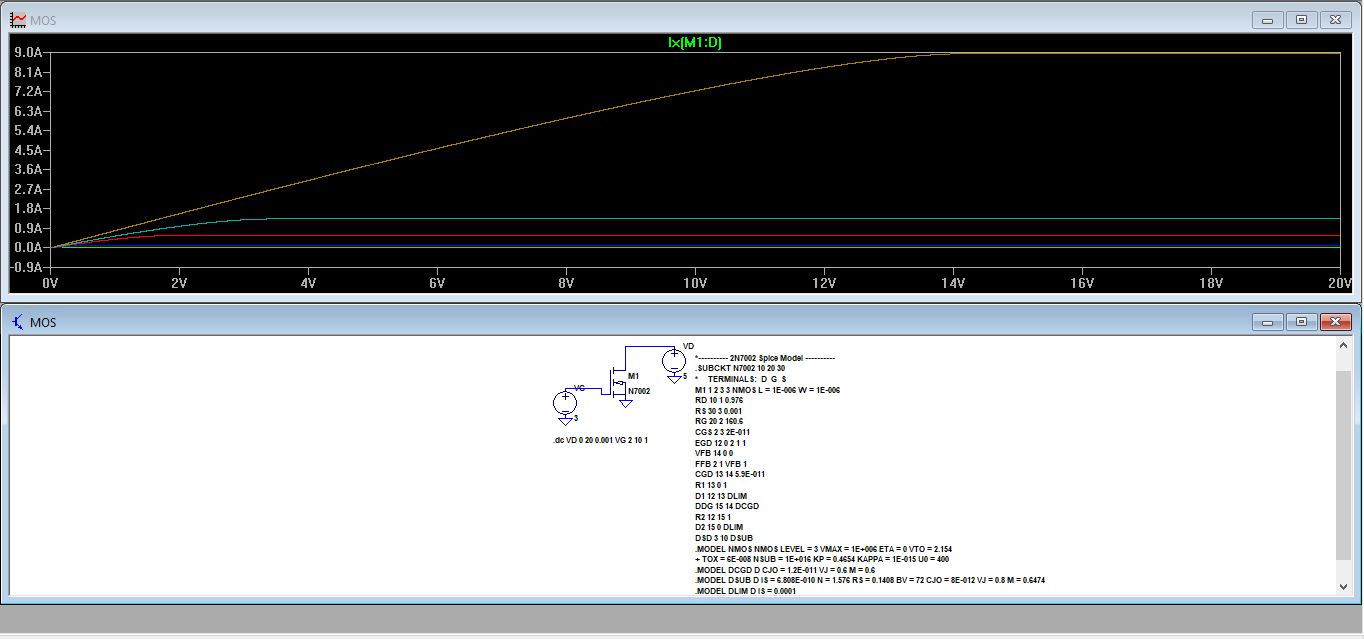 MOS
Ix(M1:D)
9.0A
8.1A
7.2A
6.3A
5.4A
4.5A
3.6A
2.7A
1.8A
0.9A
0.0A
-0.9A
0V 2V 4V 6V 8V 10V 12V 14V 16V 18V 20V
MOS
VD
5
M1
N7002
VG
3
.dc VD 0 20 0.001 VG 2 10 1
*---------- 2N7002 Spice Model ----------
.SUBCKT N7002 10 20 30
* TERMINALS: D G S
M1 1 2 3 3 NMOS L = 1E-006 W = 1E-006
RD 10 1 0.976
RS 30 3 0.001
RG 20 2 160.6
CGS 2 3 2E-011
EGD 12 0 2 1 1
VFB 14 0 0
FFB 2 1 VFB 1
CGD 13 14 5.9E-011
R1 13 0 1
D1 12 13 DLIM
DDG 15 14 DCGD
R2 12 15 1
D2 15 0 DLIM
DSD 3 10 DSUB
.MODEL NMOS NMOS LEVEL = 3 VMAX = 1E+006 ETA = 0 VTO = 2.154
+ TOX = 6E-008 NSUB = 1E+016 KP = 0.4654 KAPPA = 1E-015 U0 = 400
.MODEL DCGD D CJO = 1.2E-011 VJ = 0.6 M = 0.6
.MODEL DSUB D IS = 6.808E-010 N = 1.576 RS = 0.1408 BV = 72 CJO = 8E-012 VJ = 0.8 M = 0.6474
.MODEL DLIM D IS = 0.0001